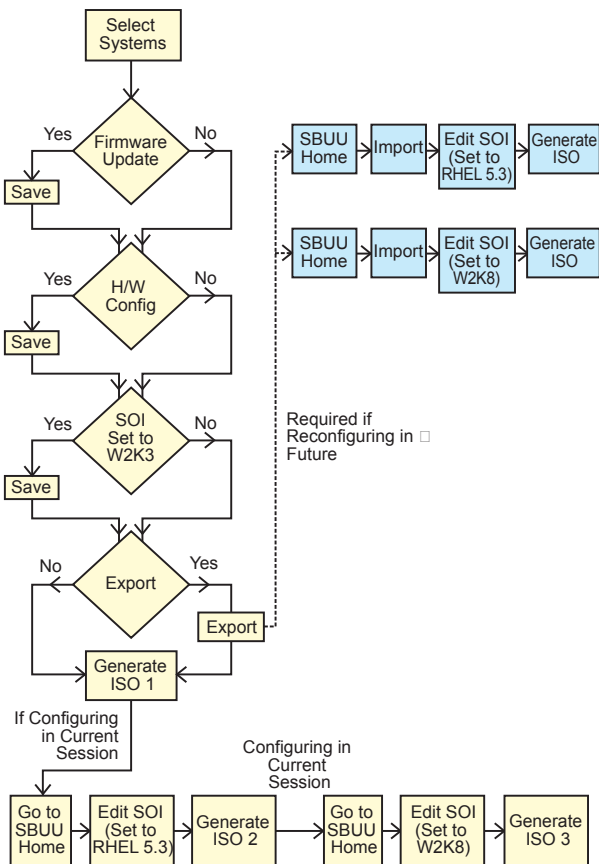 Select
Systems
Firmware
Update
Yes
No
Save
H/W
Config
Yes
No
Save
SOI
Set to
W2K3
Yes
No
Save
Export
No
Yes
Export
Generate
ISO 1
SBUU
Home
Import
Edit SOI
(Set to
RHEL 5.3)
Generate
ISO
SBUU
Home
Import
Edit SOI
(Set to
W2K8)
Generate
ISO
Required if
Reconfiguring in □
Future
If Configuring
in Current
Session
Configuring in
Current
Session
Go to
SBUU
Home
Edit SOI
(Set to
RHEL 5.3)
Generate
ISO 2
Go to
SBUU
Home
Edit SOI
(Set to
W2K8)
Generate
ISO 3